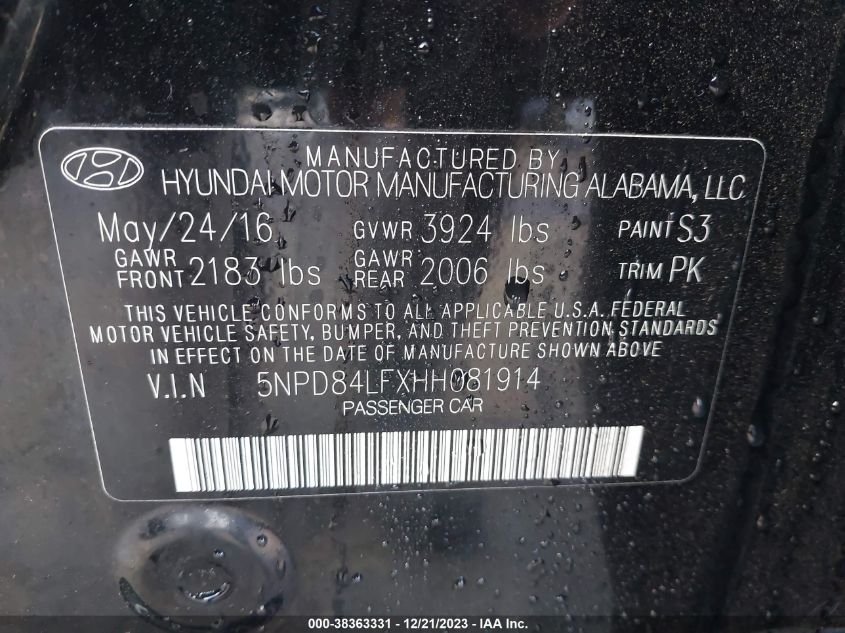 MANUFACTURED BY
HYUNDAI MOTOR MANUFACTURING ALABAMA, LLC
May/24/16 GVWR 3924 lbs PAINT S3
GAWR FRONT 2183 lbs GAWR REAR 2006 lbs TRIM PK
THIS VEHICLE CONFORMS TO ALL APPLICABLE U.S.A. FEDERAL
MOTOR VEHICLE SAFETY, BUMPER, AND THEFT PREVENTION STANDARDS
IN EFFECT ON THE DATE OF MANUFACTURE SHOWN ABOVE
V.I.N 5NPD84LFXHH081914
PASSENGER CAR
000-38363331 - 12/21/2023 - IAA Inc.